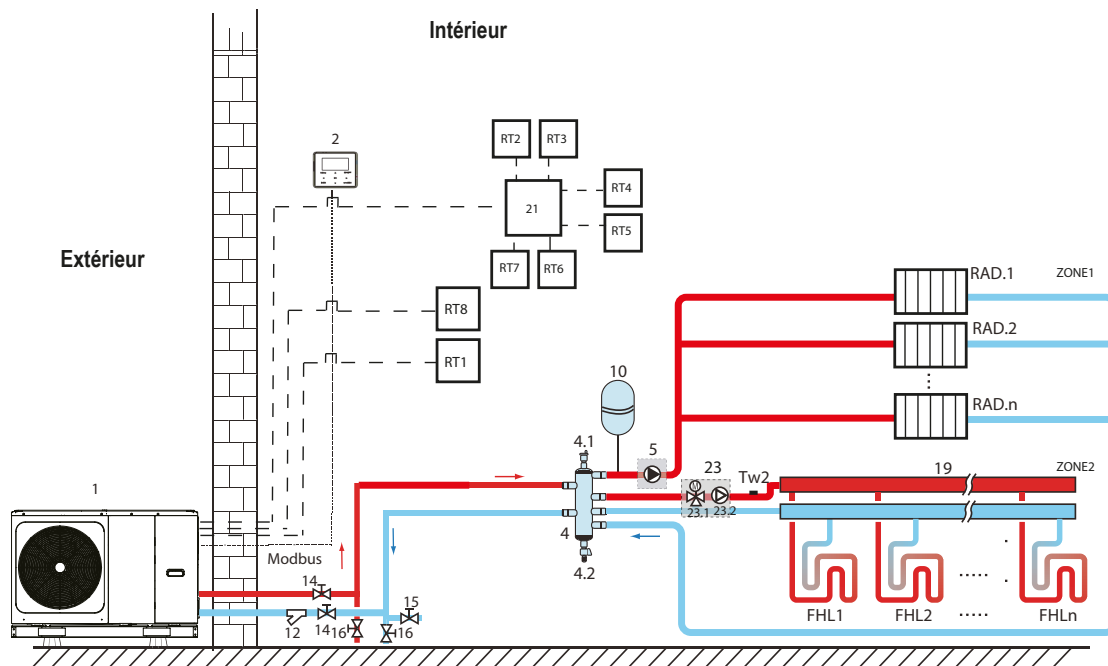 Intérieur
2
RT2 RT3
RT4
21
RT5
RT7 RT6
Extérieur
RT8
RT1
RAD.1 ZONE1
RAD.2
RAD.n
10
4.1 5 23 Tw2 19 ZONE2
M
23.1 23.2
4
4.2
1
Modbus
14
15
12 14 16 16
FHL1 FHL2 FHLn